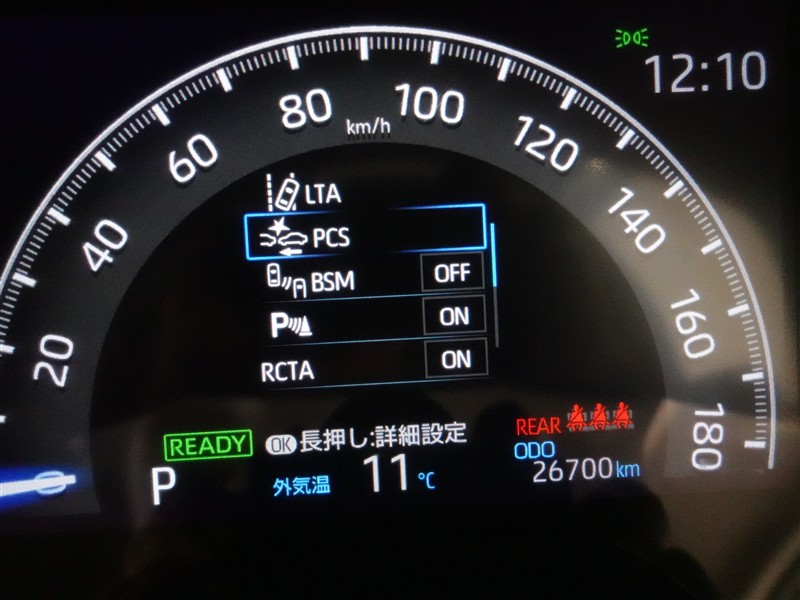 12:10
20
40
60
80
100
120
140
160
180
km/h
LTA
PCS
BSM OFF
P ON
RCTA ON
READY OK 長押し:詳細設定
P 外気温 11 °C
REAR
ODO
26700 km